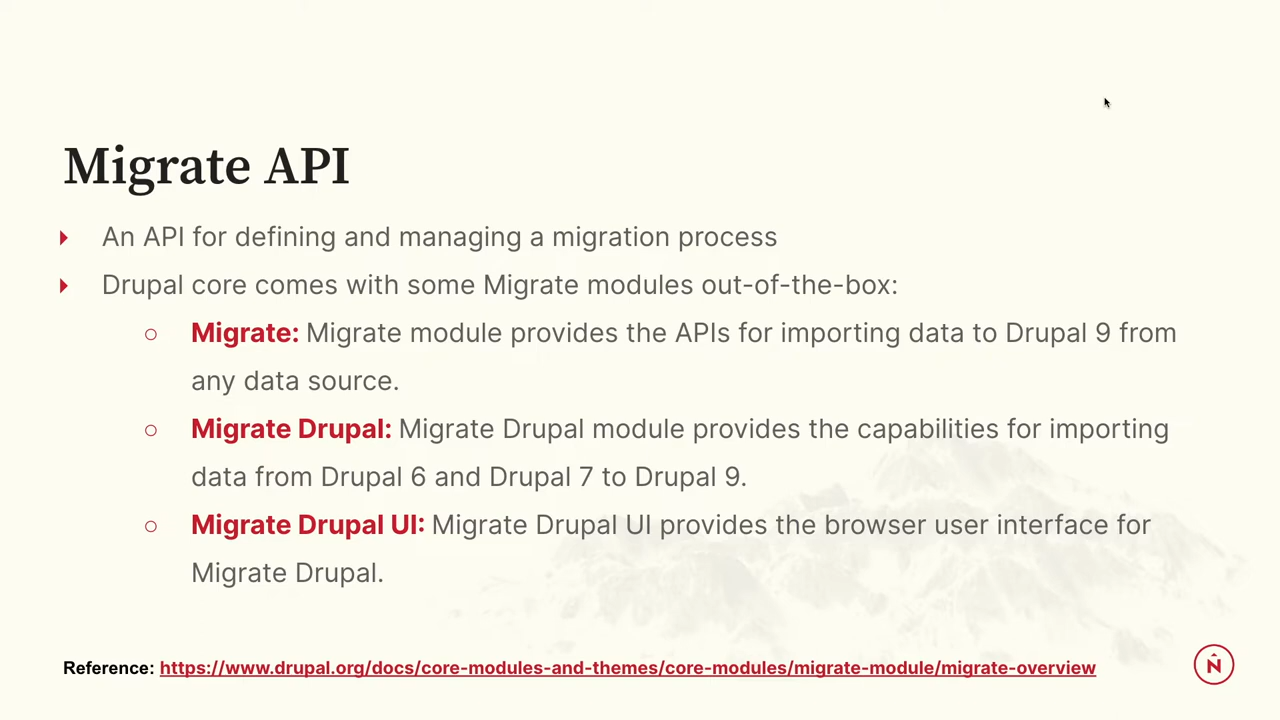 Migrate API
An API for defining and managing a migration process
Drupal core comes with some Migrate modules out-of-the-box:
Migrate: Migrate module provides the APIs for importing data to Drupal 9 from
any data source.
Migrate Drupal: Migrate Drupal module provides the capabilities for importing
data from Drupal 6 and Drupal 7 to Drupal 9.
Migrate Drupal UI: Migrate Drupal UI provides the browser user interface for
Migrate Drupal.
Reference: https://www.drupal.org/docs/core-modules-and-themes/core-modules/migrate-module/migrate-overview
N̂